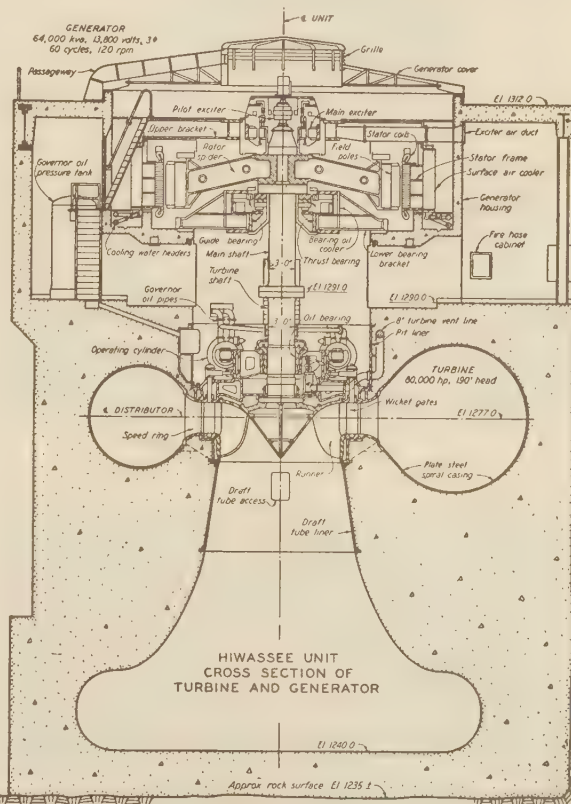 ℄ UNIT
GENERATOR
64,000 kva, 13,800 volts, 3ϕ
60 cycles, 120 rpm
Passageway
Grille
Generator cover
El 1312.0
Pilot exciter
Main exciter
Upper bracket
Stator coils
Exciter air duct
Governor oil
pressure tank
Rotor
spider
Field
poles
Stator frame
Surface air cooler
Generator
housing
Cooling water headers
Guide bearing
Bearing oil
cooler
Lower bearing
bracket
Fire hose
cabinet
Main shaft
Thrust bearing
3'-0"
Turbine
shaft
El 1291.0
El 1290.0
Governor
oil pipes
3'-0"
Oil bearing
8" turbine vent line
Pit liner
Operating cylinder
TURBINE
80,000 hp, 190' head
℄ DISTRIBUTOR
Wicket gates
El 1277.0
Speed ring
Runner
Plate steel
spiral casing
Draft
tube access
Draft
tube liner
HIWASSEE UNIT
CROSS SECTION OF
TURBINE AND GENERATOR
El 1240.0
Approx rock surface El 1235 ±